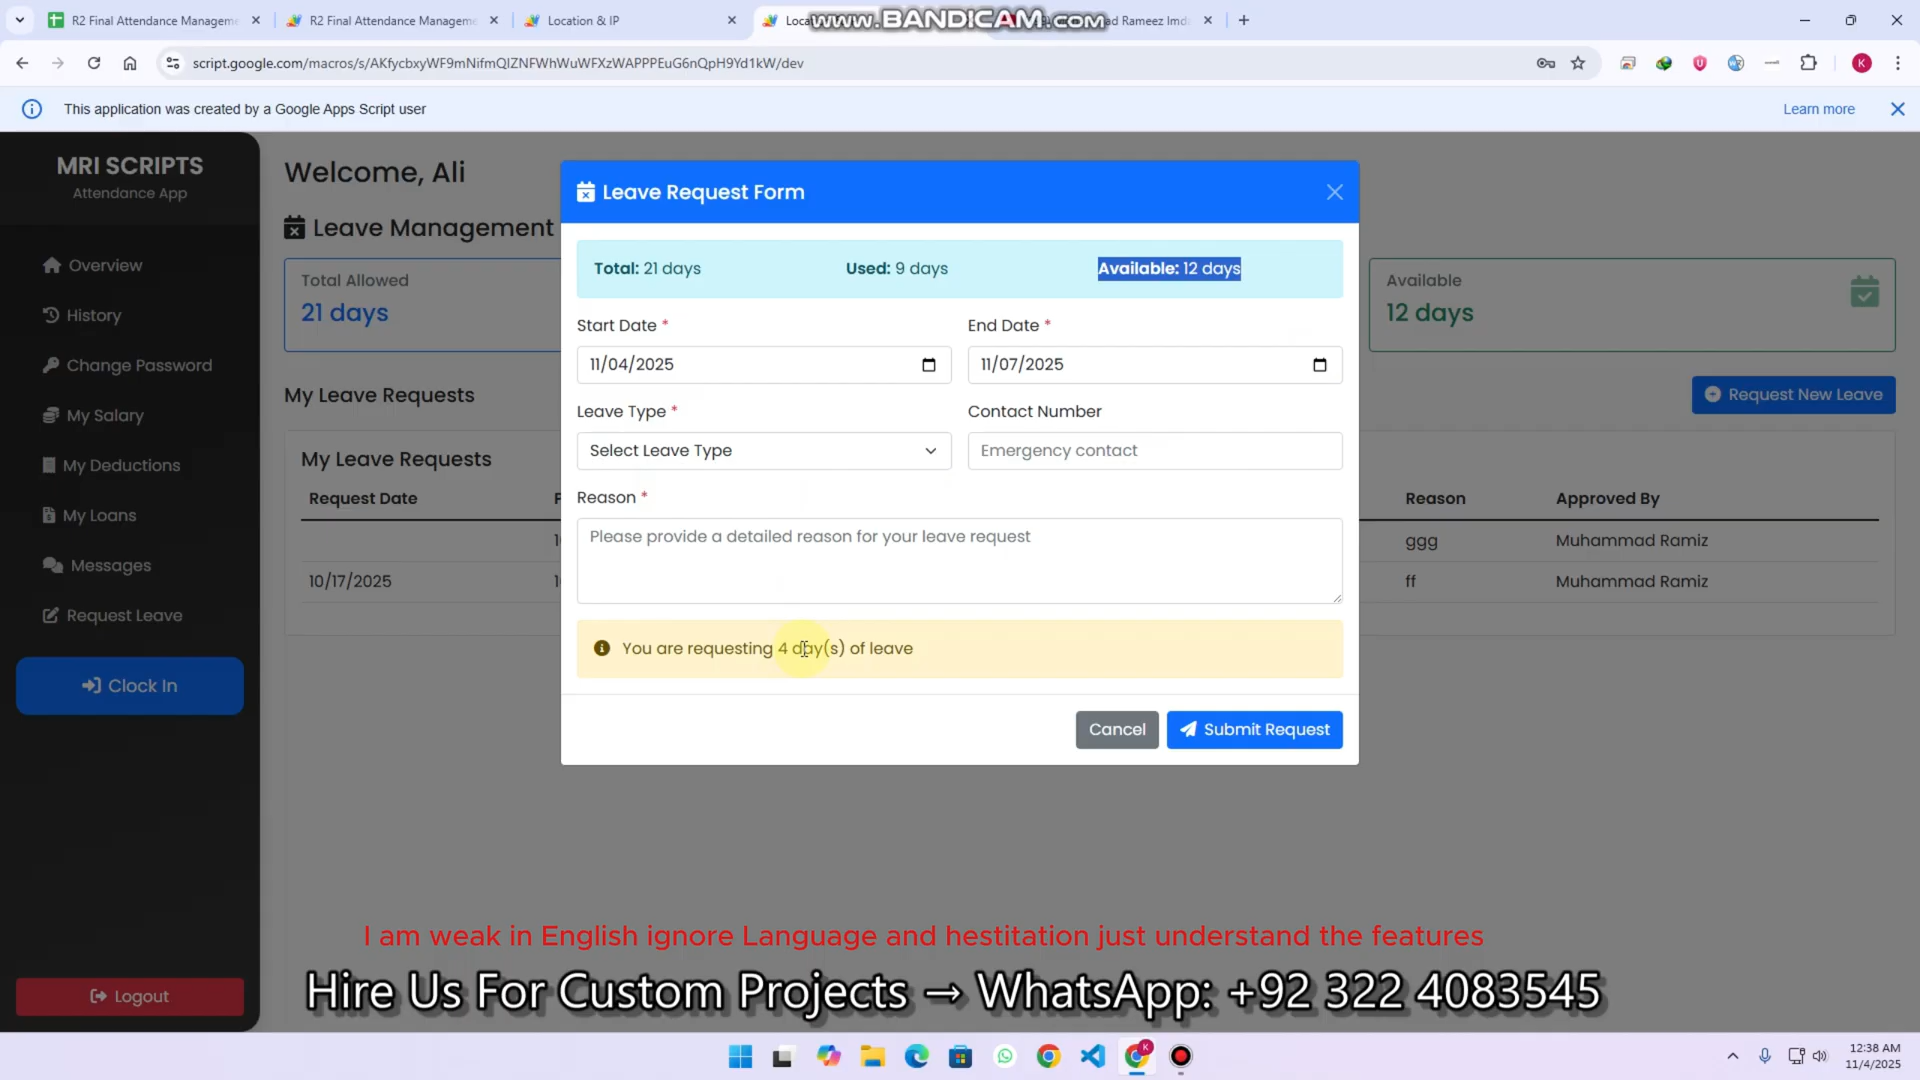 R2 Final Attendance Manageme
R2 Final Attendance Manageme
Location & IP
Loca
www.BANDICAM.com
ad Rameez Imda
script.google.com/macros/s/AKfycbxyWF9mNifmQIZNFWhWuWFXzWAPPPEuG6nQpH9Yd1kW/dev
K
This application was created by a Google Apps Script user
Learn more
MRI SCRIPTS
Attendance App
Overview
History
Change Password
My Salary
My Deductions
My Loans
Messages
Request Leave
Clock In
Logout
Welcome, Ali
Leave Management
Total Allowed
21 days
Available
12 days
My Leave Requests
Request New Leave
My Leave Requests
Request Date
Reason
Approved By
ggg
Muhammad Ramiz
10/17/2025
ff
Muhammad Ramiz
Leave Request Form
Total: 21 days
Used: 9 days
Available: 12 days
Start Date *
End Date *
11/04/2025
11/07/2025
Leave Type *
Contact Number
Select Leave Type
Emergency contact
Reason *
Please provide a detailed reason for your leave request
You are requesting 4 day(s) of leave
Cancel
Submit Request
I am weak in English ignore Language and hestitation just understand the features
Hire Us For Custom Projects → WhatsApp: +92 322 4083545
12:38 AM
11/4/2025